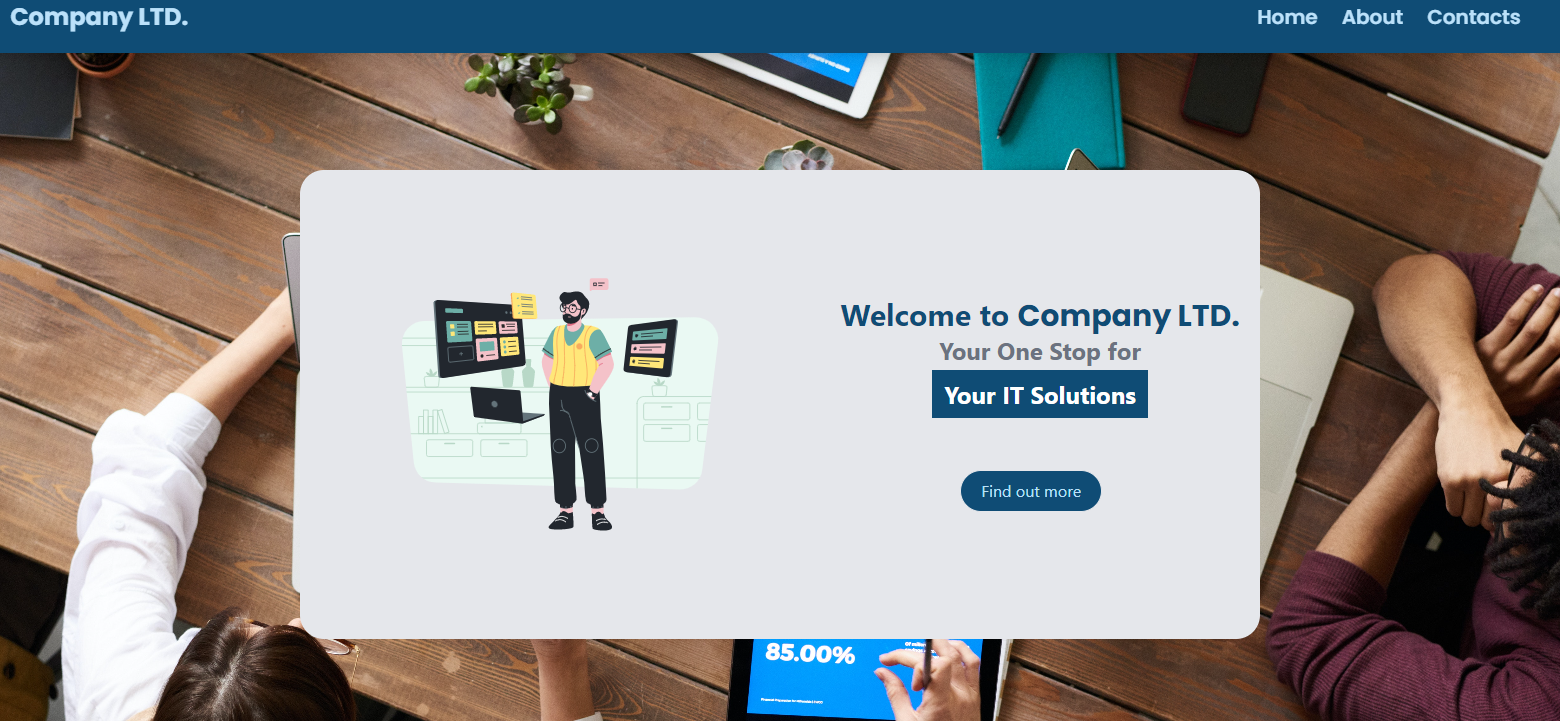 Company LTD.
Home About Contacts
Welcome to Company LTD.
Your One Stop for
Your IT Solutions
Find out more
85.00%